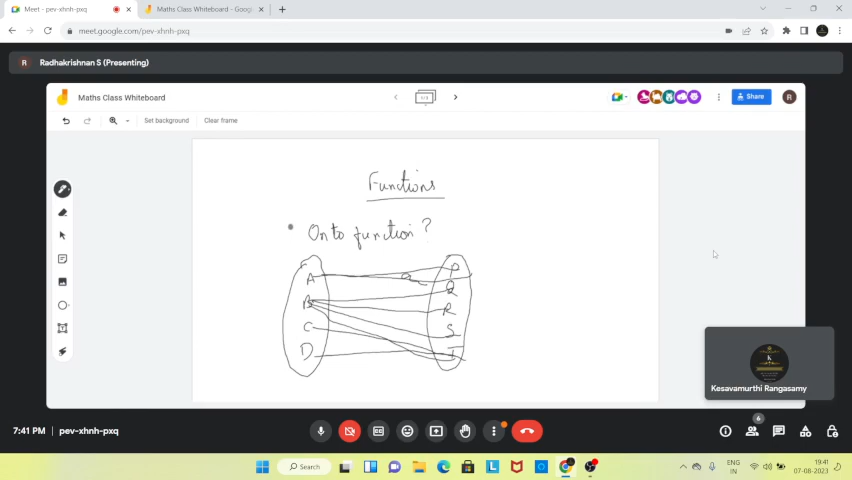 Meet - pev-xhnh-pxq
Maths Class Whiteboard - Goog
meet.google.com/pev-xhnh-pxq
R Radhakrishnan S (Presenting)
Maths Class Whiteboard
Share
R
Set background
Clear frame
Functions
Onto function ?
A P
B Q
C R
D S
T
K
Kesavamurthi Rangasamy
7:41 PM
pev-xhnh-pxq
6
Search
ENG
IN
19:41
07-08-2023